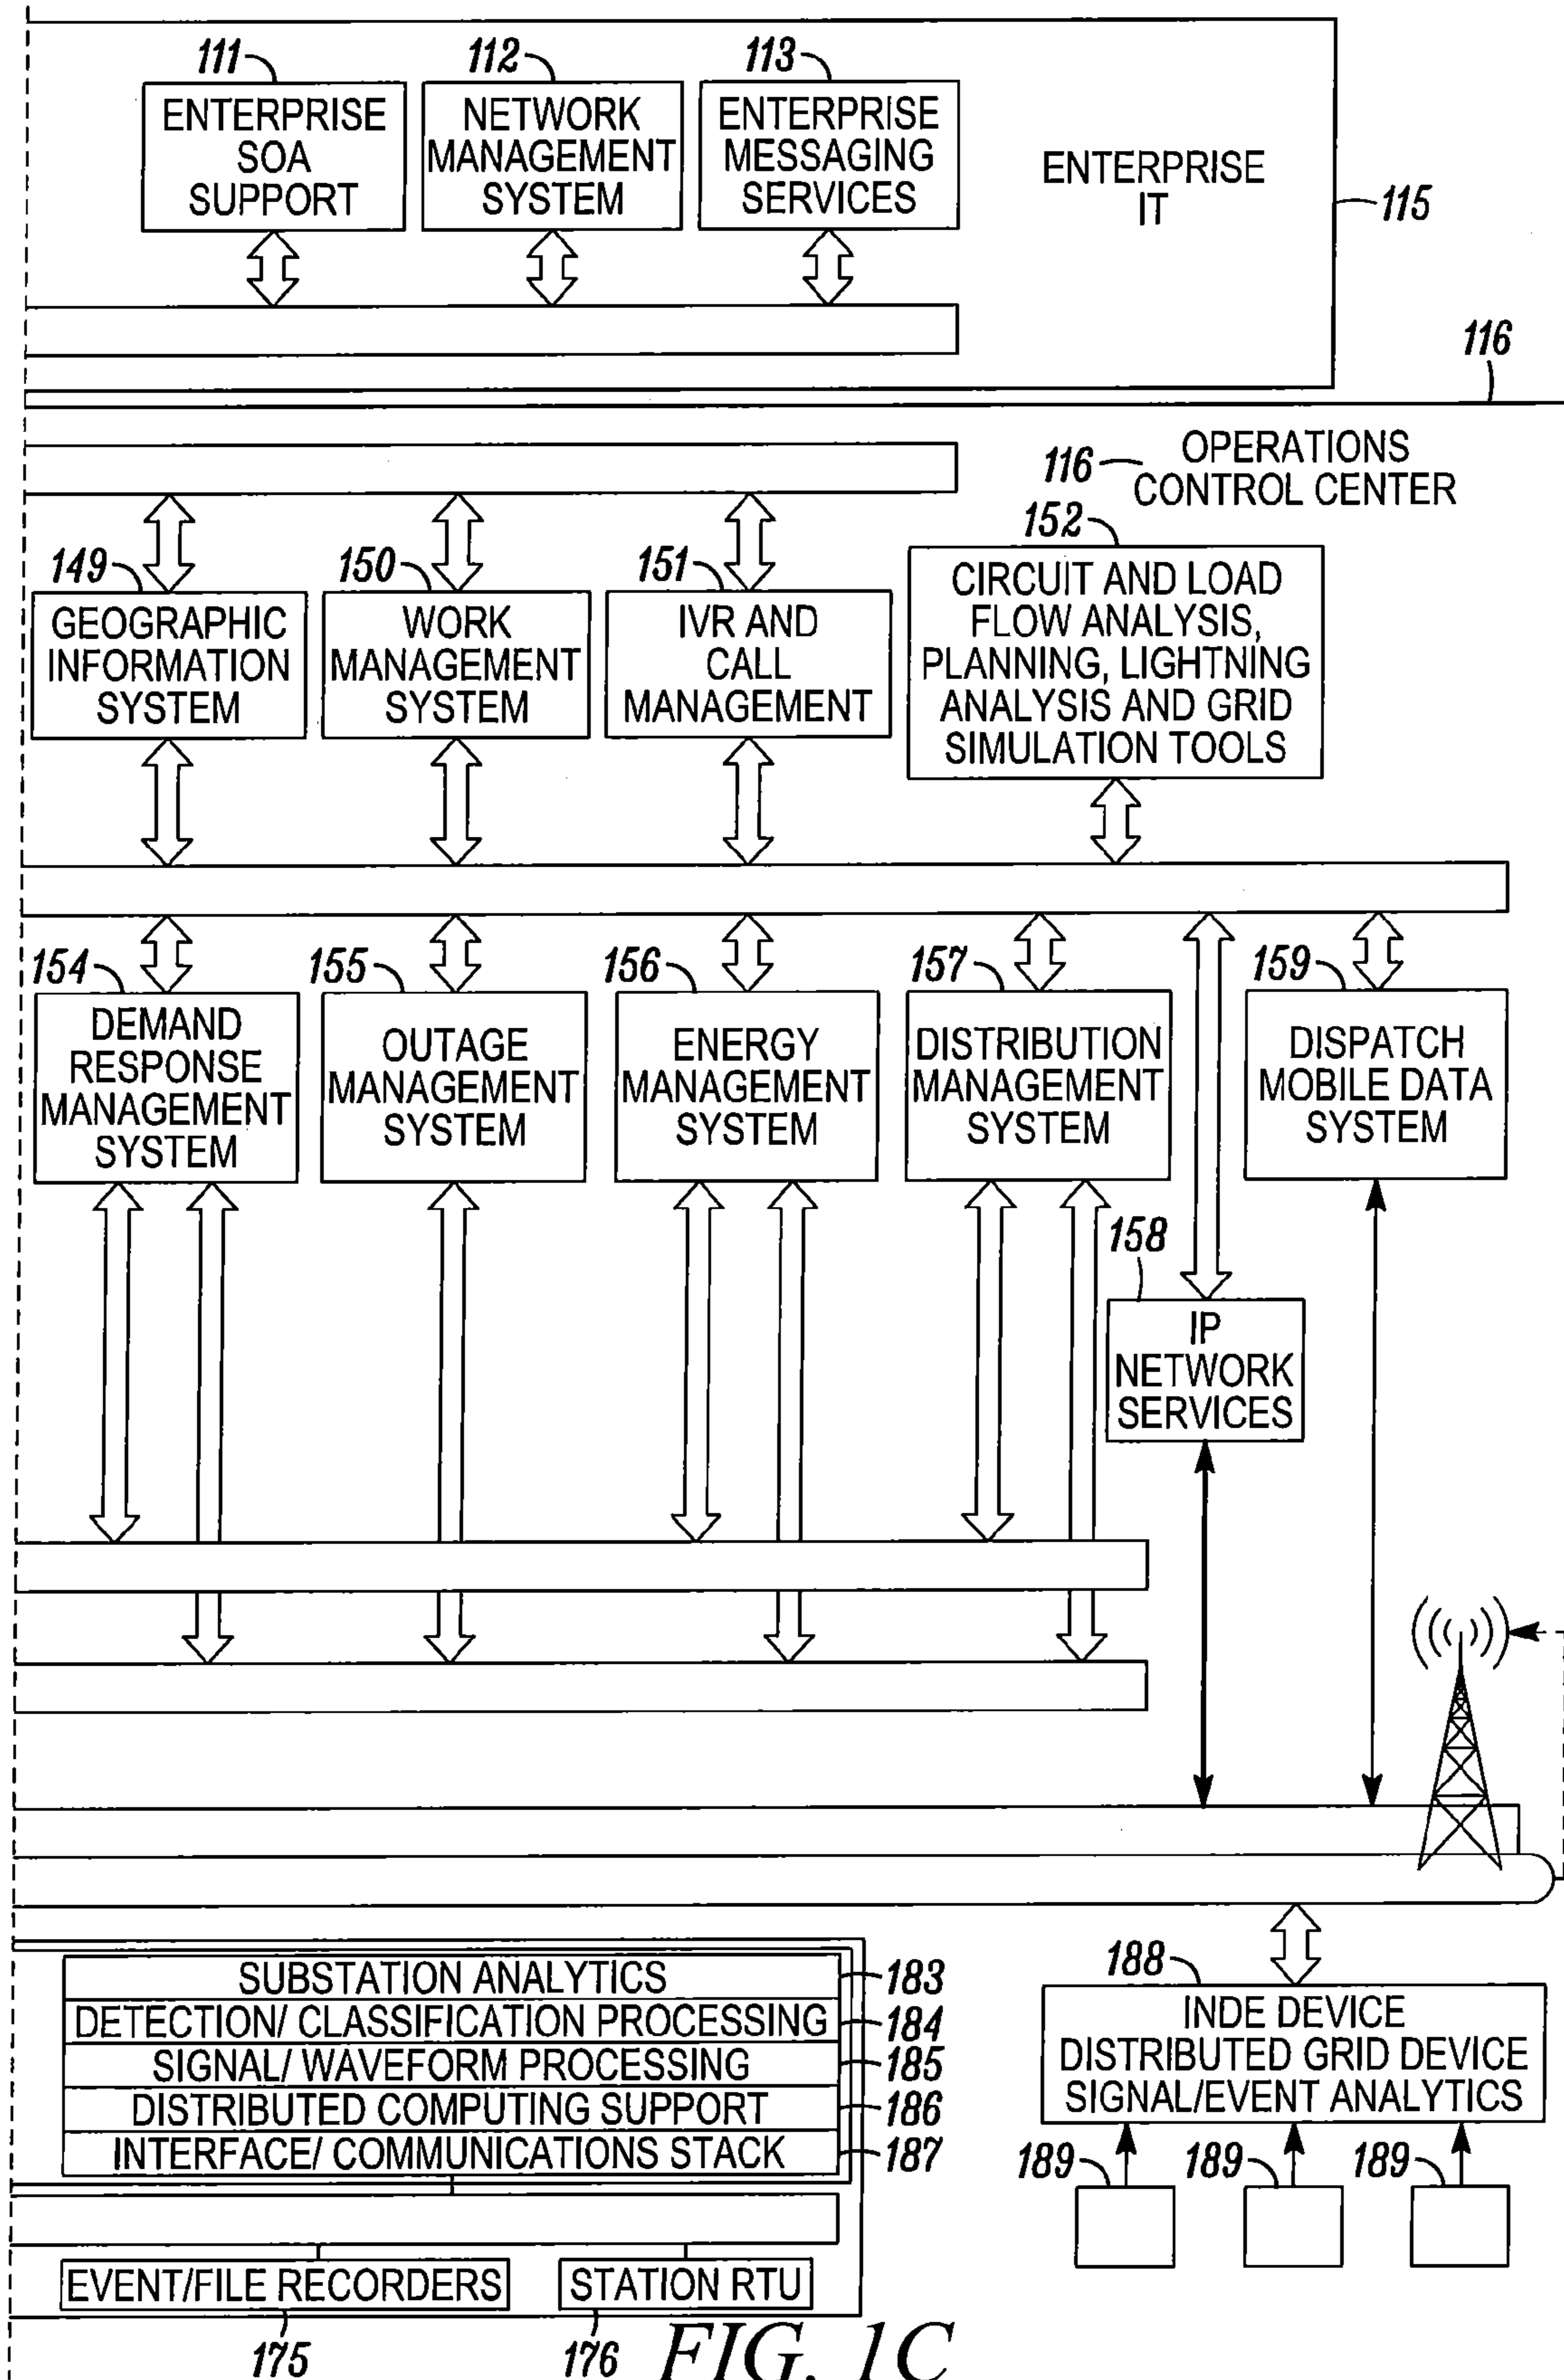 111
112
113
ENTERPRISE
SOA
SUPPORT
NETWORK
MANAGEMENT
SYSTEM
ENTERPRISE
MESSAGING
SERVICES
ENTERPRISE
IT
115
116
116
OPERATIONS
CONTROL CENTER
149
150
151
152
GEOGRAPHIC
INFORMATION
SYSTEM
WORK
MANAGEMENT
SYSTEM
IVR AND
CALL
MANAGEMENT
CIRCUIT AND LOAD
FLOW ANALYSIS,
PLANNING, LIGHTNING
ANALYSIS AND GRID
SIMULATION TOOLS
154
155
156
157
159
DEMAND
RESPONSE
MANAGEMENT
SYSTEM
OUTAGE
MANAGEMENT
SYSTEM
ENERGY
MANAGEMENT
SYSTEM
DISTRIBUTION
MANAGEMENT
SYSTEM
DISPATCH
MOBILE DATA
SYSTEM
158
IP
NETWORK
SERVICES
SUBSTATION ANALYTICS
183
DETECTION/ CLASSIFICATION PROCESSING
184
SIGNAL/ WAVEFORM PROCESSING
185
DISTRIBUTED COMPUTING SUPPORT
186
INTERFACE/ COMMUNICATIONS STACK
187
188
INDE DEVICE
DISTRIBUTED GRID DEVICE
SIGNAL/EVENT ANALYTICS
189
189
189
EVENT/FILE RECORDERS
STATION RTU
175
176
FIG. 1C